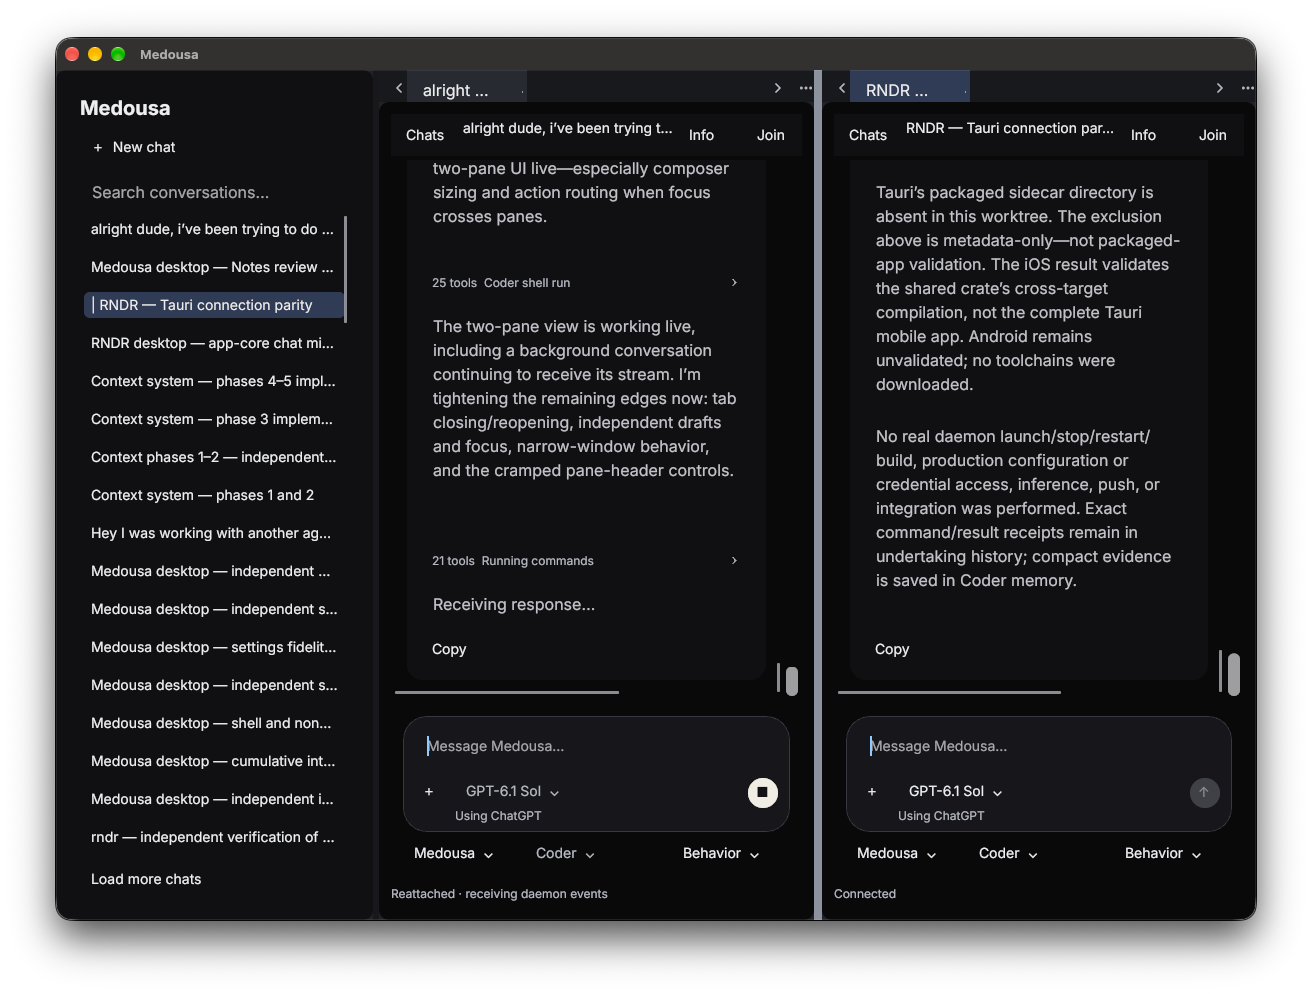 Medousa
Medousa
+ New chat
Search conversations...
alright dude, i've been trying to do ...
Medousa desktop — Notes review ...
RNDR — Tauri connection parity
RNDR desktop — app-core chat mi...
Context system — phases 4–5 impl...
Context system — phase 3 implem...
Context phases 1–2 — independent...
Context system — phases 1 and 2
Hey I was working with another ag...
Medousa desktop — independent ...
Medousa desktop — independent s...
Medousa desktop — settings fidelit...
Medousa desktop — independent s...
Medousa desktop — shell and non...
Medousa desktop — cumulative int...
Medousa desktop — independent i...
rndr — independent verification of ...
Load more chats
alright ...
Chats
alright dude, i've been trying t...
Info
Join
two-pane UI live—especially composer
sizing and action routing when focus
crosses panes.
25 tools Coder shell run
The two-pane view is working live,
including a background conversation
continuing to receive its stream. I'm
tightening the remaining edges now: tab
closing/reopening, independent drafts
and focus, narrow-window behavior,
and the cramped pane-header controls.
21 tools Running commands
Receiving response...
Copy
Message Medousa...
+ GPT-6.1 Sol
Using ChatGPT
Medousa
Coder
Behavior
Reattached · receiving daemon events
RNDR ...
Chats
RNDR — Tauri connection par...
Info
Join
Tauri's packaged sidecar directory is
absent in this worktree. The exclusion
above is metadata-only—not packaged-
app validation. The iOS result validates
the shared crate's cross-target
compilation, not the complete Tauri
mobile app. Android remains
unvalidated; no toolchains were
downloaded.
No real daemon launch/stop/restart/
build, production configuration or
credential access, inference, push, or
integration was performed. Exact
command/result receipts remain in
undertaking history; compact evidence
is saved in Coder memory.
Copy
Message Medousa...
+ GPT-6.1 Sol
Using ChatGPT
Medousa
Coder
Behavior
Connected